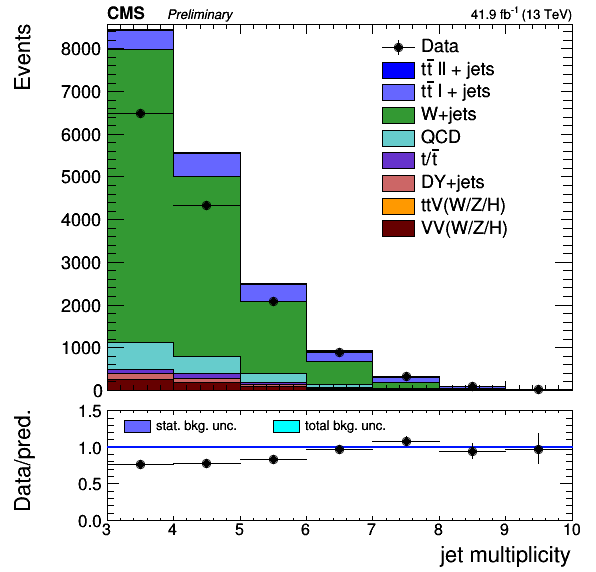 CMS Preliminary 41.9 fb⁻¹ (13 TeV)
Events
8000
7000
6000
5000
4000
3000
2000
1000
0
Data
tt̄ ll + jets
tt̄ l + jets
W+jets
QCD
t/t̄
DY+jets
ttV(W/Z/H)
VV(W/Z/H)
Data/pred.
1.5
1.0
0.5
0.0
stat. bkg. unc. total bkg. unc.
3 4 5 6 7 8 9 10
jet multiplicity